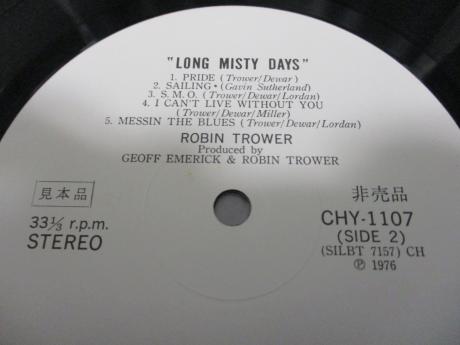 "LONG MISTY DAYS"
1. PRIDE (Trower/Dewar)
2. SAILING • (Gavin Sutherland)
3. S.M.O. (Trower/Dewar/Lordan)
4. I CAN'T LIVE WITHOUT YOU
(Trower/Dewar/Miller)
5. MESSIN THE BLUES (Trower/Dewar/Lordan)
ROBIN TROWER
Produced by
GEOFF EMERICK & ROBIN TROWER
見本品
33⅓ r.p.m.
STEREO
非売品
CHY-1107
(SIDE 2)
(SILBT 7157) CH
Ⓟ 1976